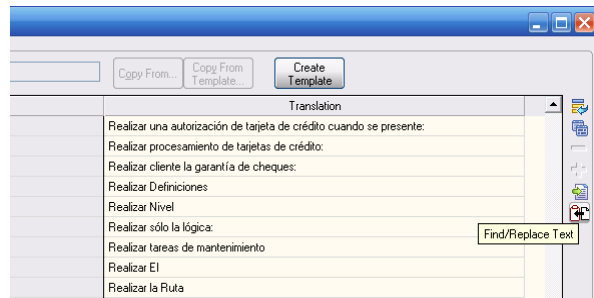 Copy From...
Copy From
Template...
Create
Template
Translation
Realizar una autorización de tarjeta de crédito cuando se presente:
Realizar procesamiento de tarjetas de crédito:
Realizar cliente la garantía de cheques:
Realizar Definiciones
Realizar Nivel
Realizar sólo la lógica:
Find/Replace Text
Realizar tareas de mantenimiento
Realizar El
Realizar la Ruta